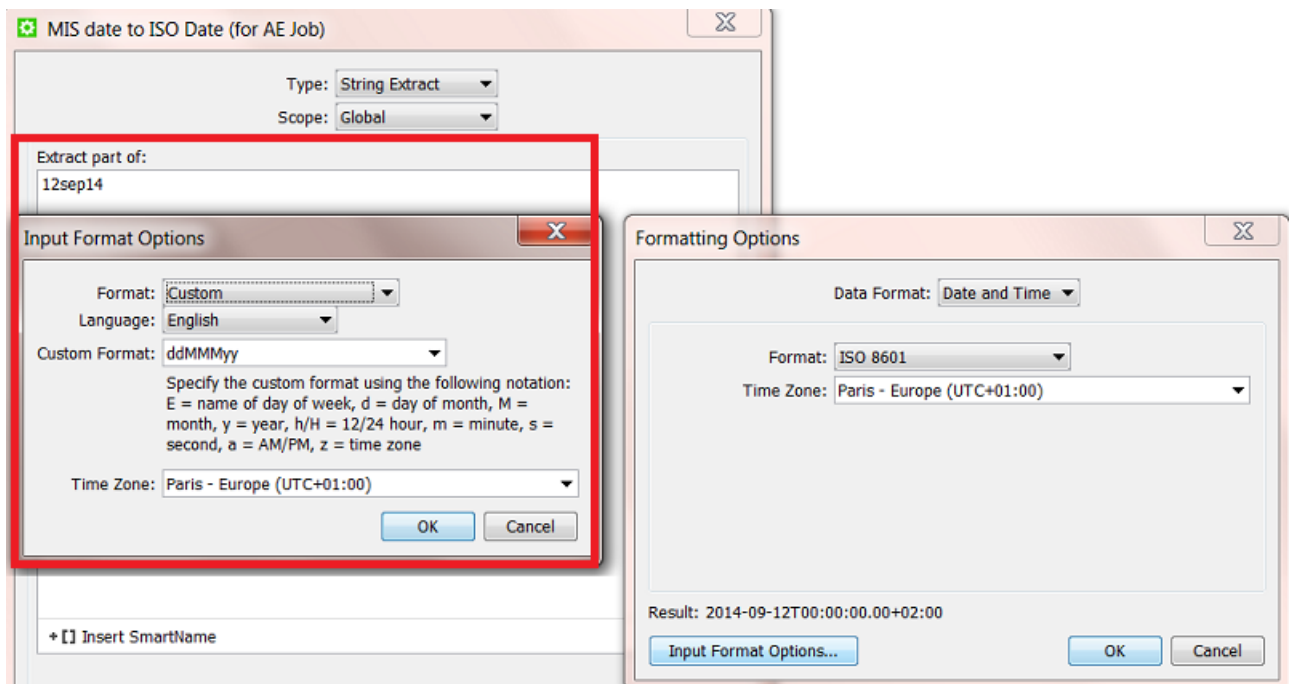 MIS date to ISO Date (for AE Job)
Type: String Extract
Scope: Global
Extract part of:
12sep14
Input Format Options
Format: Custom
Language: English
Custom Format: ddMMMyy
Specify the custom format using the following notation:
E = name of day of week, d = day of month, M =
month, y = year, h/H = 12/24 hour, m = minute, s =
second, a = AM/PM, z = time zone
Time Zone: Paris - Europe (UTC+01:00)
OK
Cancel
+ [] Insert SmartName
Formatting Options
Data Format: Date and Time
Format: ISO 8601
Time Zone: Paris - Europe (UTC+01:00)
Result: 2014-09-12T00:00:00.00+02:00
Input Format Options...
OK
Cancel